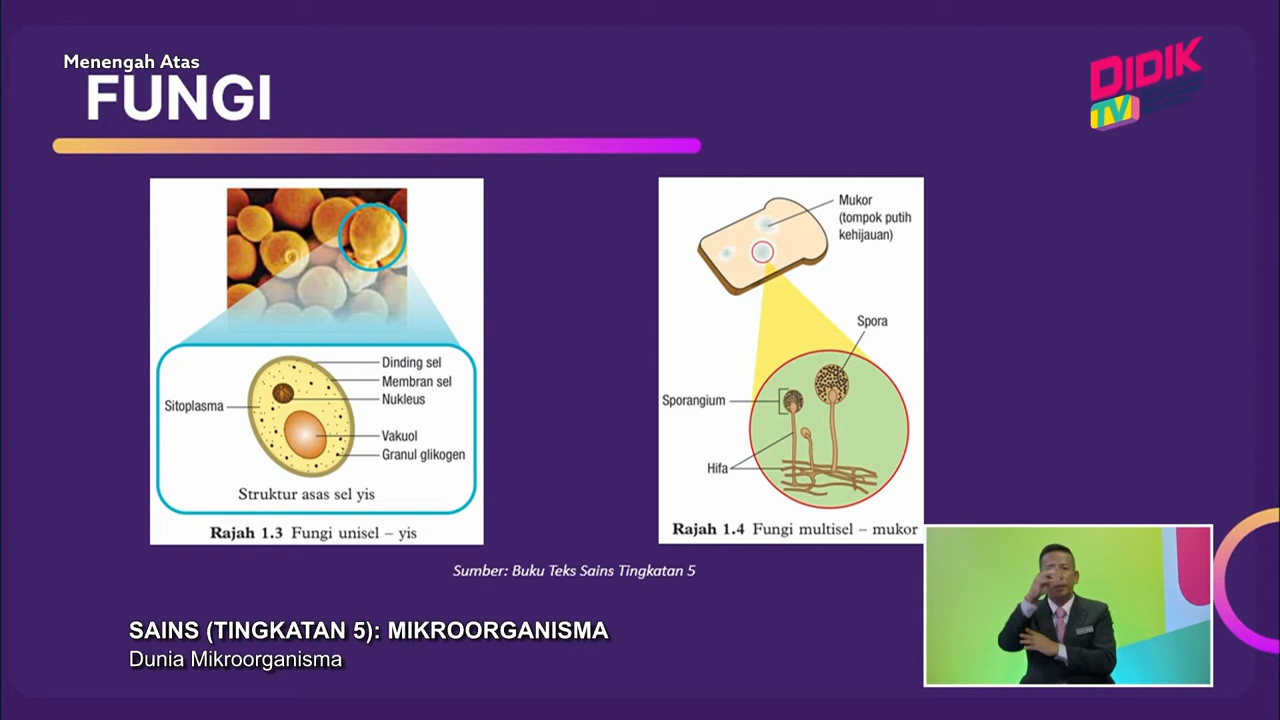 Menengah Atas
FUNGI
DIDIK
TV
Dinding sel
Membran sel
Nukleus
Sitoplasma
Vakuol
Granul glikogen
Struktur asas sel yis
Rajah 1.3 Fungi unisel – yis
Mukor
(tompok putih
kehijauan)
Spora
Sporangium
Hifa
Rajah 1.4 Fungi multisel – mukor
Sumber: Buku Teks Sains Tingkatan 5
SAINS (TINGKATAN 5): MIKROORGANISMA
Dunia Mikroorganisma